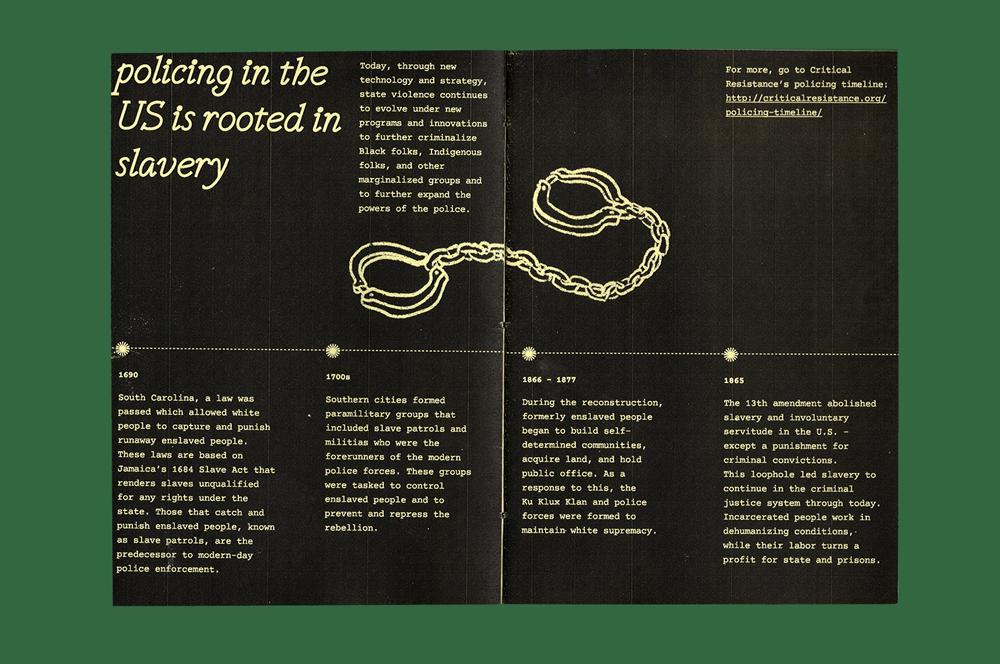 policing in the
US is rooted in
slavery
Today, through new
technology and strategy,
state violence continues
to evolve under new
programs and innovations
to further criminalize
Black folks, Indigenous
folks, and other
marginalized groups and
to further expand the
powers of the police.
For more, go to Critical
Resistance's policing timeline:
http://criticalresistance.org/
policing-timeline/
1690
South Carolina, a law was
passed which allowed white
people to capture and punish
runaway enslaved people.
These laws are based on
Jamaica's 1684 Slave Act that
renders slaves unqualified
for any rights under the
state. Those that catch and
punish enslaved people, known
as slave patrols, are the
predecessor to modern-day
police enforcement.
1700s
Southern cities formed
paramilitary groups that
included slave patrols and
militias who were the
forerunners of the modern
police forces. These groups
were tasked to control
enslaved people and to
prevent and repress the
rebellion.
1866 - 1877
During the reconstruction,
formerly enslaved people
began to build self-
determined communities,
acquire land, and hold
public office. As a
response to this, the
Ku Klux Klan and police
forces were formed to
maintain white supremacy.
1865
The 13th amendment abolished
slavery and involuntary
servitude in the U.S. -
except a punishment for
criminal convictions.
This loophole led slavery to
continue in the criminal
justice system through today.
Incarcerated people work in
dehumanizing conditions,
while their labor turns a
profit for state and prisons.